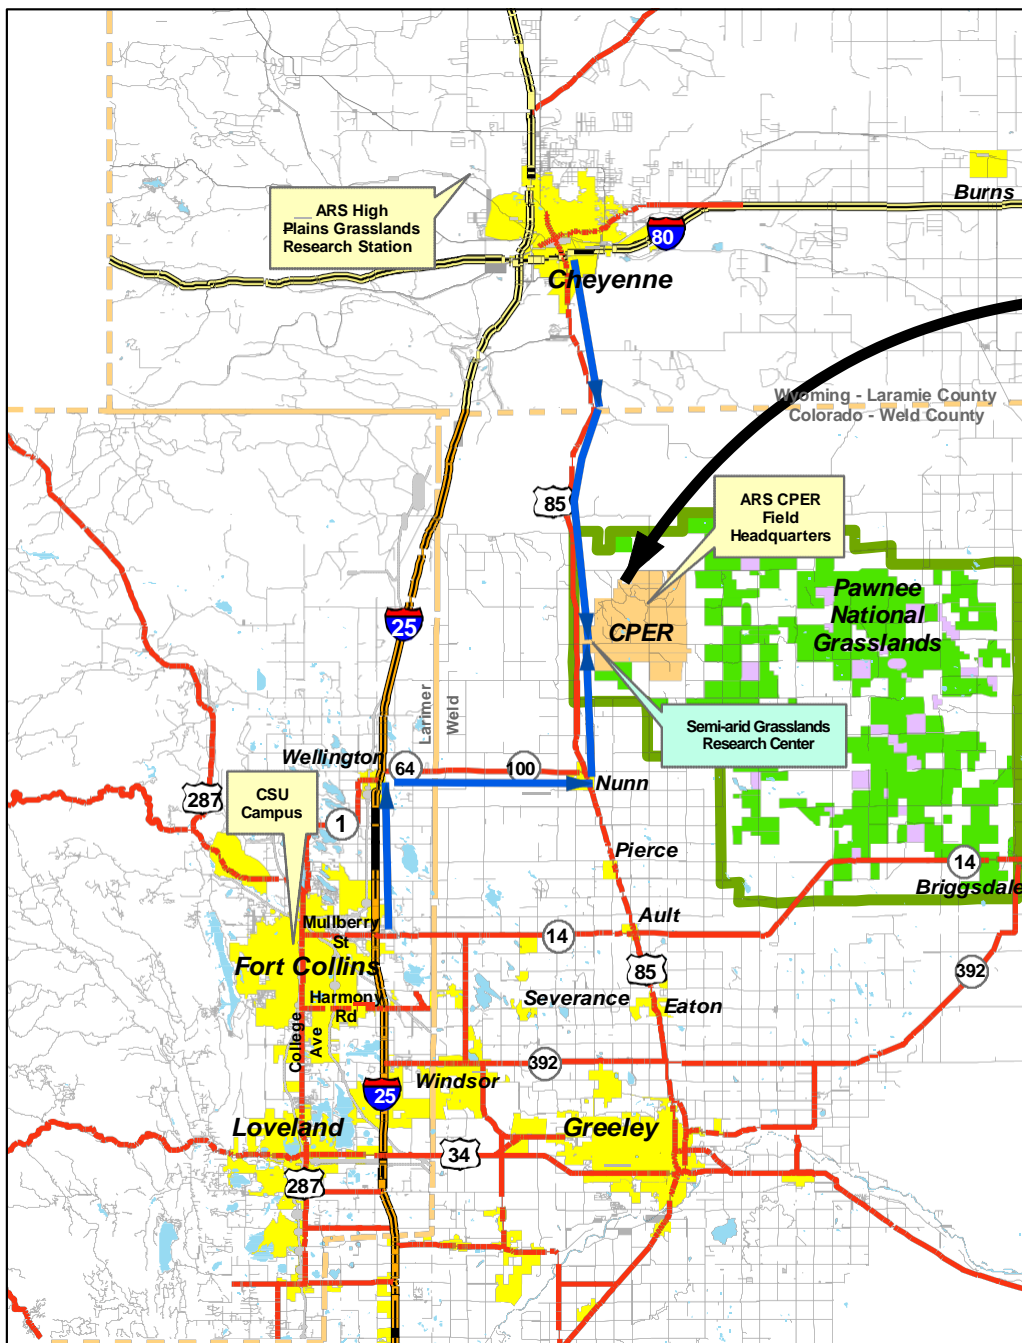 Burns
ARS High
Plains Grasslands
Research Station
80
Cheyenne
Wyoming - Laramie County
Colorado - Weld County
85
ARS CPER
Field
Headquarters
Pawnee
National
Grasslands
25
CPER
Larimer
Weld
Semi-arid Grasslands
Research Center
Wellington
64
100
Nunn
287
CSU
Campus
1
Pierce
14
Briggsdale
Mullberry
St
Ault
14
Fort Collins
85
392
Severance
Eaton
Harmony
Rd
College
Ave
392
Windsor
25
Loveland
Greeley
34
287